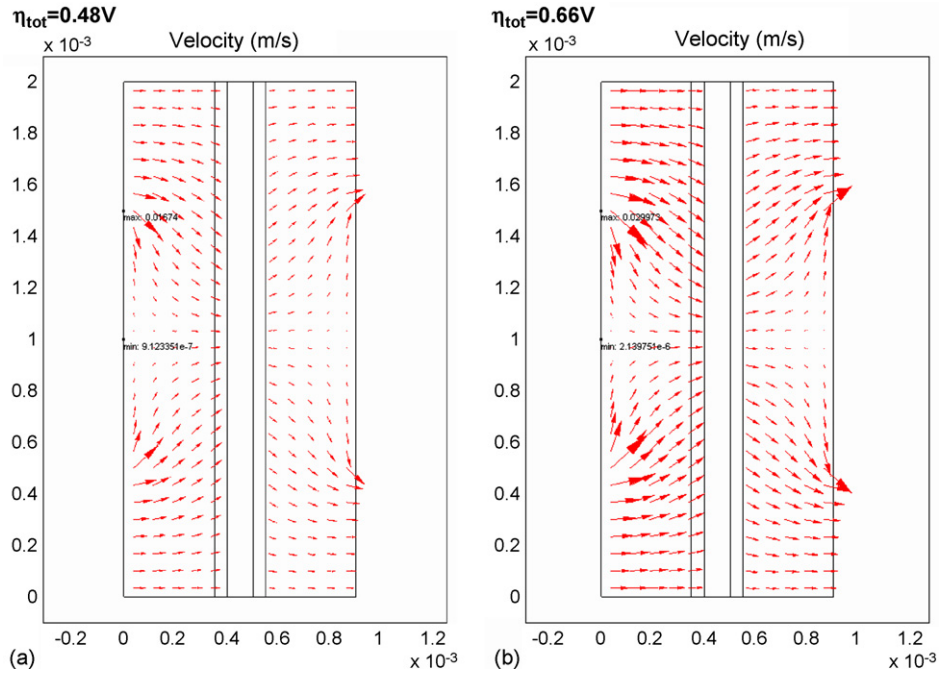 ηtot=0.48V
x 10-3
Velocity (m/s)
2
1.8
1.6
1.4
1.2
1
0.8
0.6
0.4
0.2
0
max: 0.01674
min: 9.123351e-7
-0.2 0 0.2 0.4 0.6 0.8 1 1.2
x 10-3
(a)
ηtot=0.66V
x 10-3
Velocity (m/s)
2
1.8
1.6
1.4
1.2
1
0.8
0.6
0.4
0.2
0
max: 0.029973
min: 2.139751e-6
-0.2 0 0.2 0.4 0.6 0.8 1 1.2
x 10-3
(b)